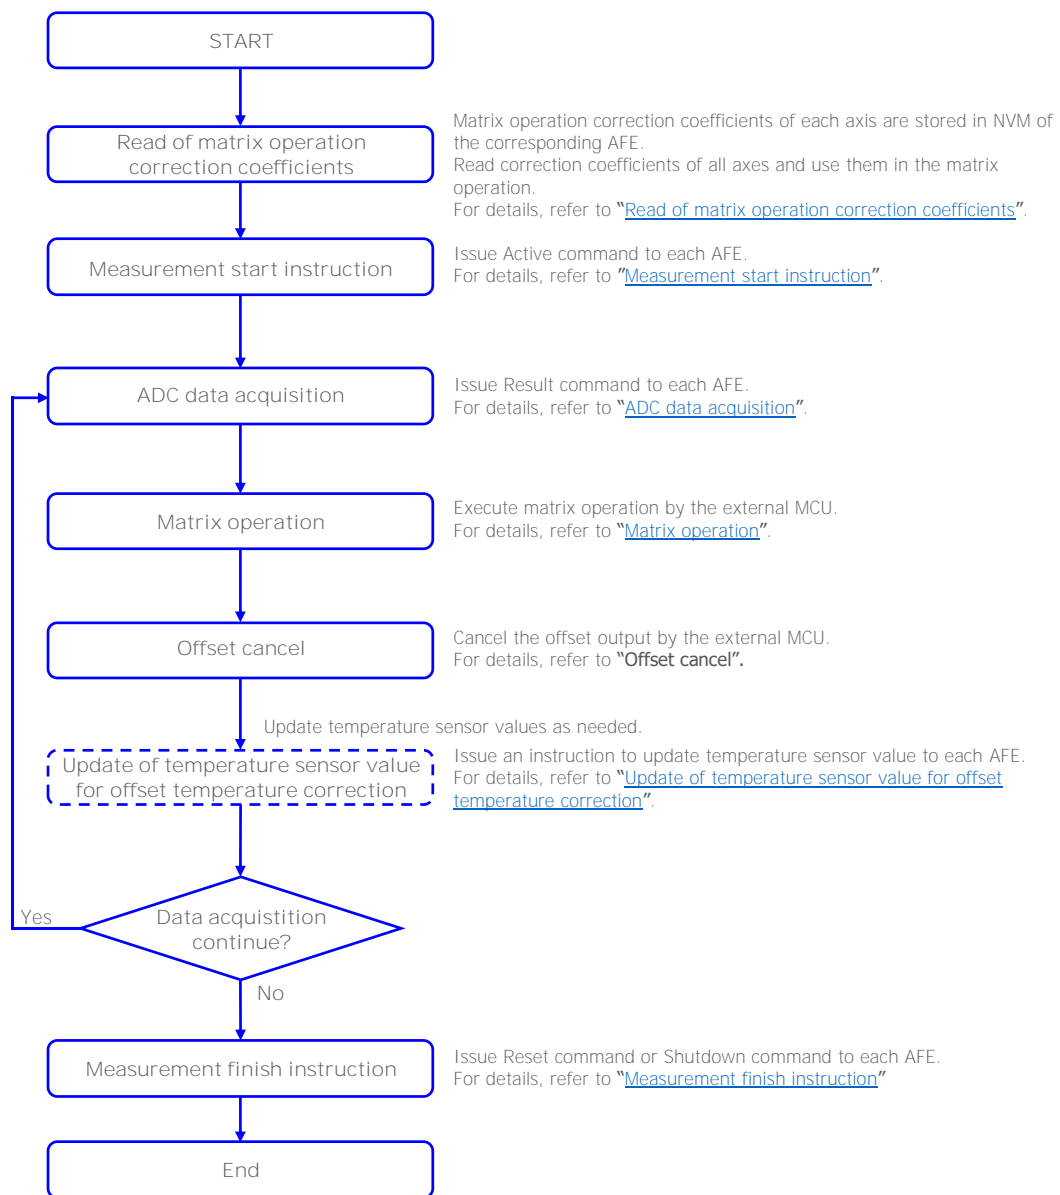 START
Read of matrix operation
correction coefficients
Matrix operation correction coefficients of each axis are stored in NVM of
the corresponding AFE.
Read correction coefficients of all axes and use them in the matrix
operation.
For details, refer to “Read of matrix operation correction coefficients”.
Measurement start instruction
Issue Active command to each AFE.
For details, refer to ”Measurement start instruction”.
ADC data acquisition
Issue Result command to each AFE.
For details, refer to “ADC data acquisition”.
Matrix operation
Execute matrix operation by the external MCU.
For details, refer to “Matrix operation”.
Offset cancel
Cancel the offset output by the external MCU.
For details, refer to “Offset cancel”.
Update temperature sensor values as needed.
Update of temperature sensor value
for offset temperature correction
Issue an instruction to update temperature sensor value to each AFE.
For details, refer to “Update of temperature sensor value for offset
temperature correction”.
Yes
Data acquistition
continue?
No
Measurement finish instruction
Issue Reset command or Shutdown command to each AFE.
For details, refer to “Measurement finish instruction”
End